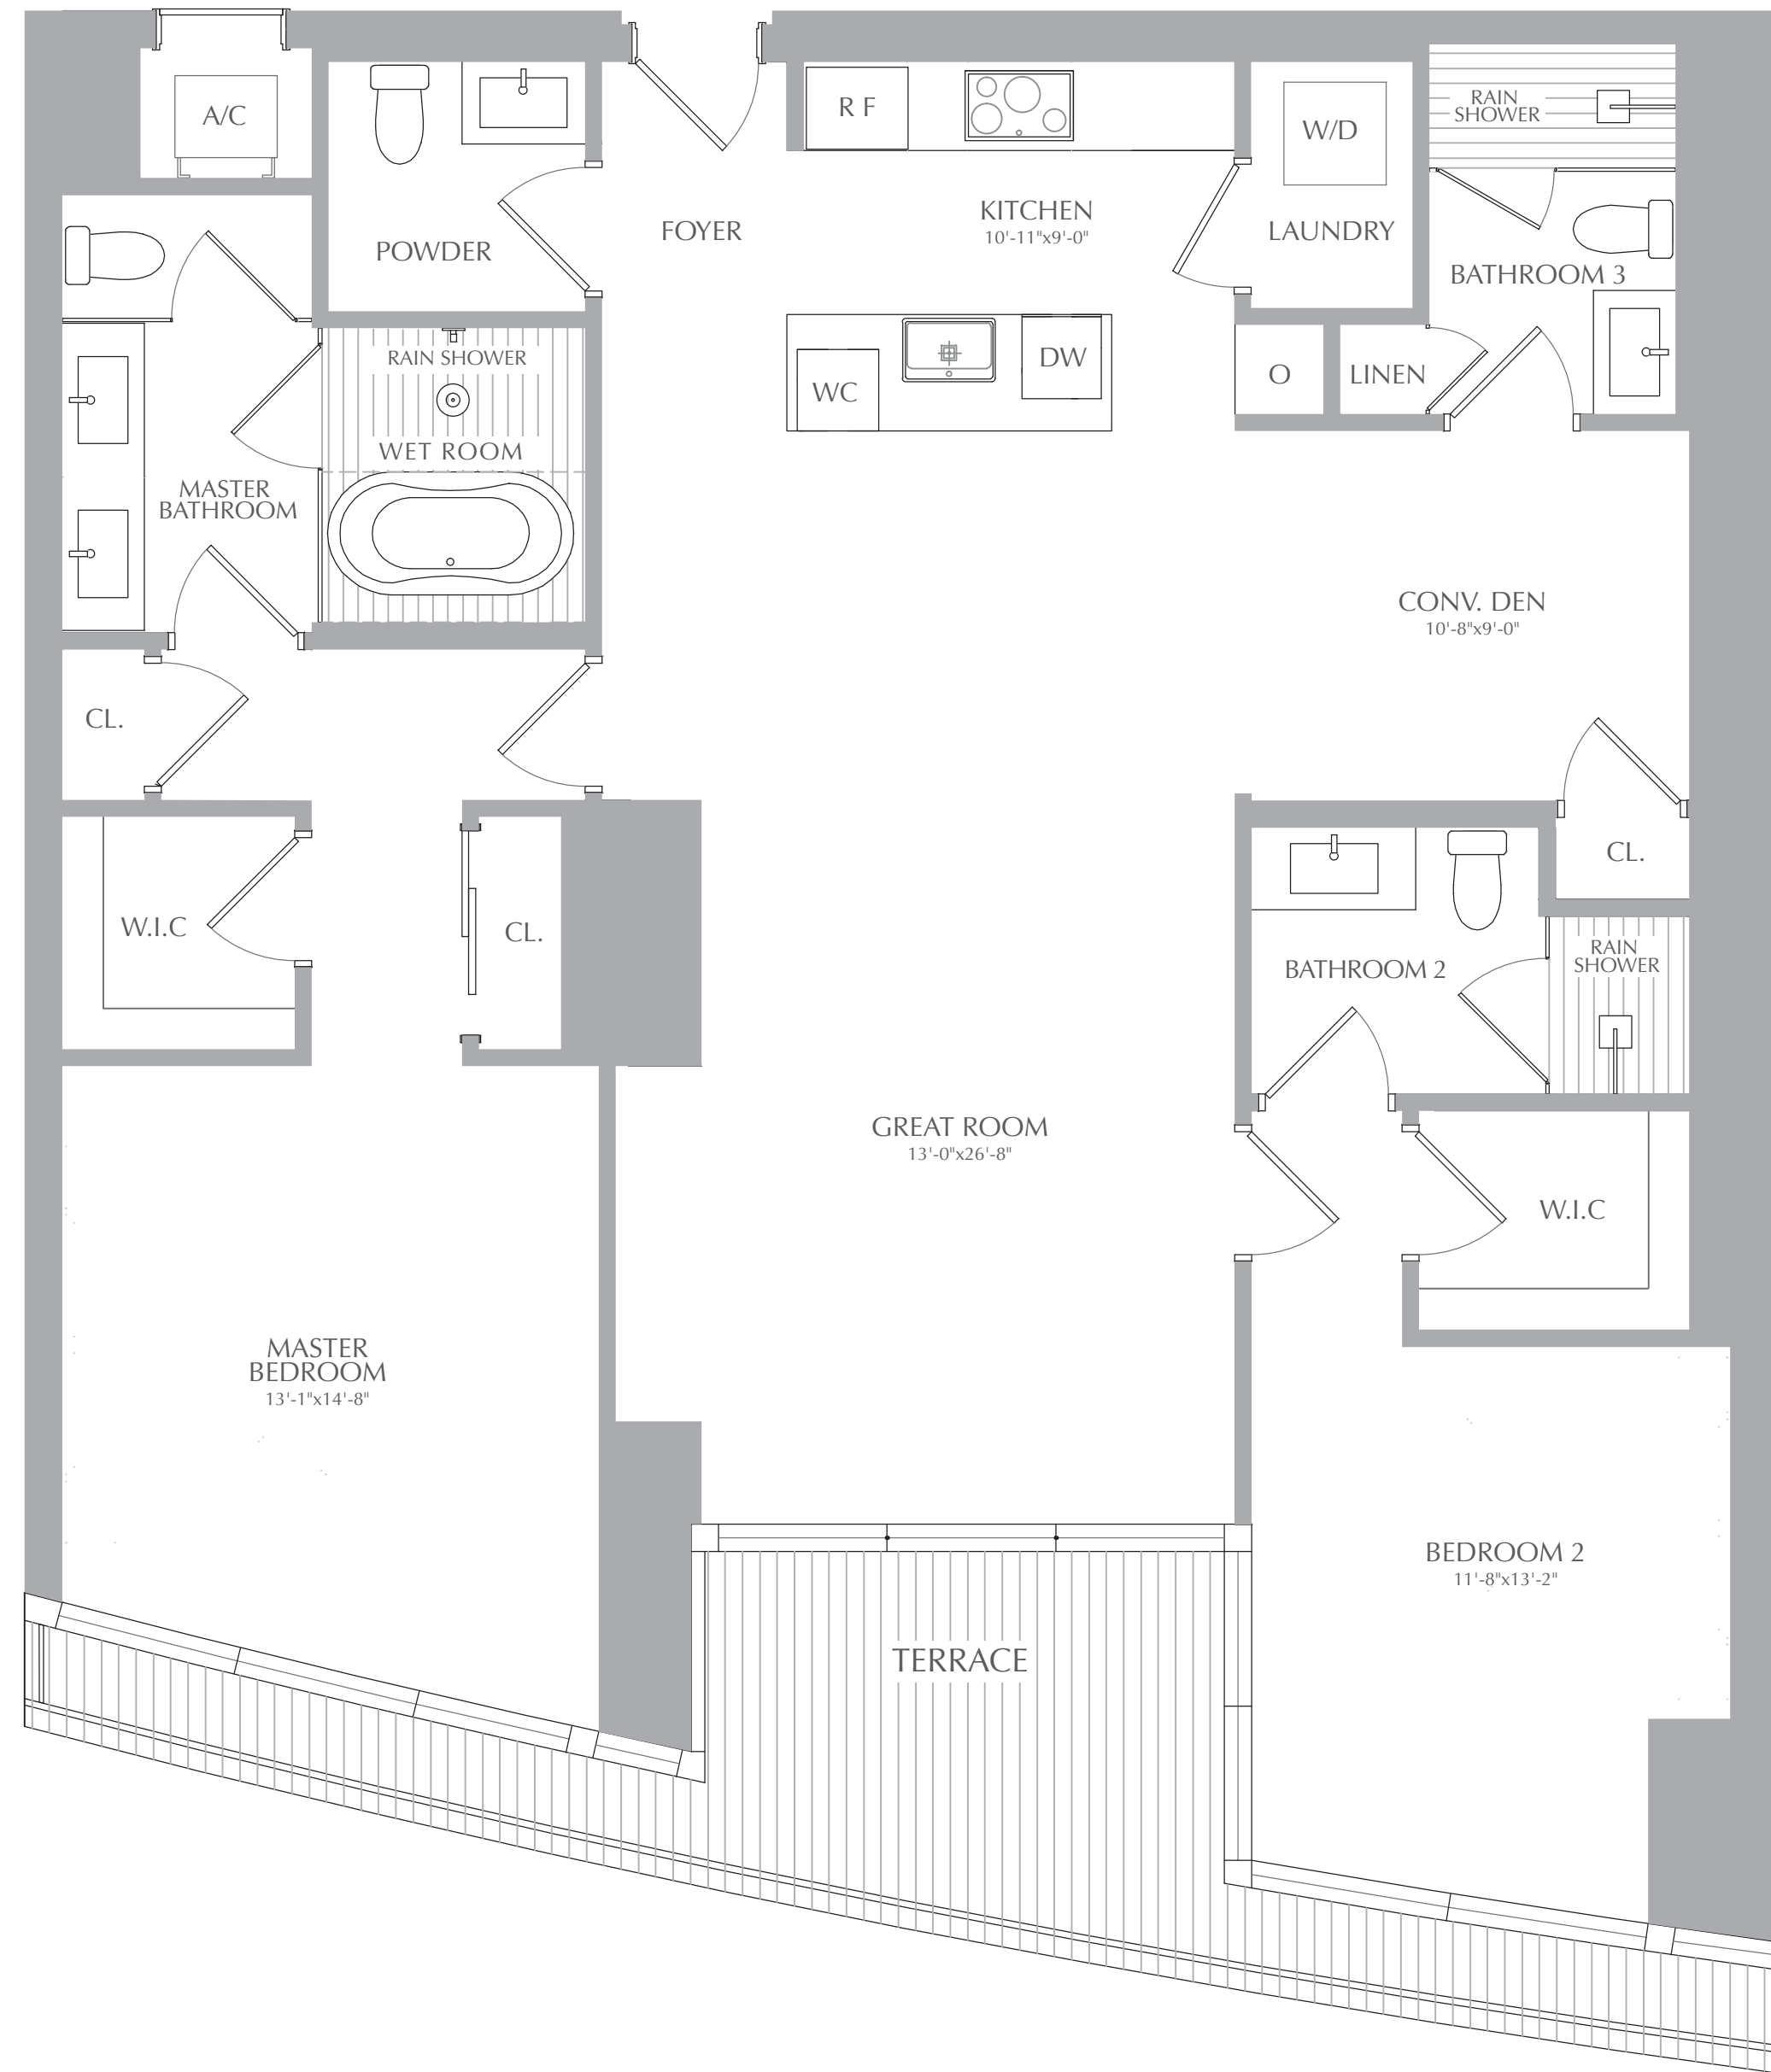 A/C
R F
W/D
RAIN
SHOWER
POWDER
FOYER
KITCHEN
10'-11"x9'-0"
LAUNDRY
BATHROOM 3
RAIN SHOWER
WET ROOM
WC
DW
O
LINEN
MASTER
BATHROOM
CONV. DEN
10'-8"x9'-0"
CL.
CL.
W.I.C
CL.
BATHROOM 2
RAIN
SHOWER
GREAT ROOM
13'-0"x26'-8"
W.I.C
MASTER
BEDROOM
13'-1"x14'-8"
BEDROOM 2
11'-8"x13'-2"
TERRACE